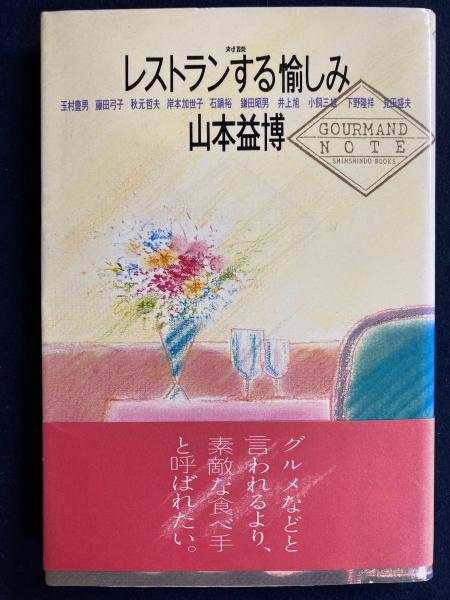 対談
レストランする愉しみ
玉村豊男 藤田弓子 秋元哲夫 岸本加世子 石鍋裕 鎌田昭男 井上旭 小飼三雄 下野隆祥 見田盛夫
山本益博
GOURMAND
NOTE
SHINSHINDO BOOKS
グルメなどと
言われるより、
素敵な食べ手
と呼ばれたい。